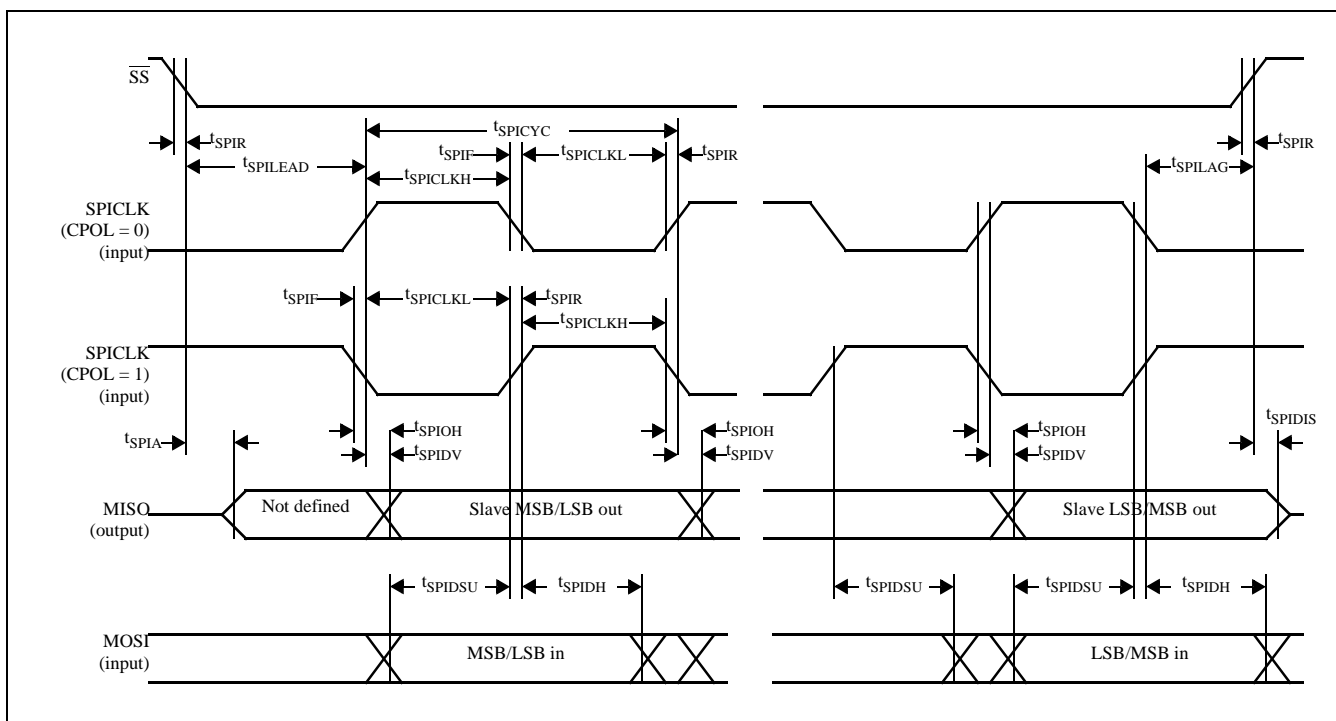 SS
tSPICYC
tSPIR
tSPIF
tSPICLKL
tSPIR
tSPIR
tSPILEAD
tSPILAG
tSPICLKH
SPICLK
(CPOL = 0)
(input)
tSPIF
tSPICLKL
tSPIR
tSPICLKH
SPICLK
(CPOL = 1)
(input)
tSPIA
tSPIOH
tSPIOH
tSPIOH
tSPIDIS
tSPIDV
tSPIDV
tSPIDV
MISO
(output)
Not defined
Slave MSB/LSB out
Slave LSB/MSB out
tSPIDSU
tSPIDH
tSPIDSU
tSPIDSU
tSPIDH
MOSI
(input)
MSB/LSB in
LSB/MSB in